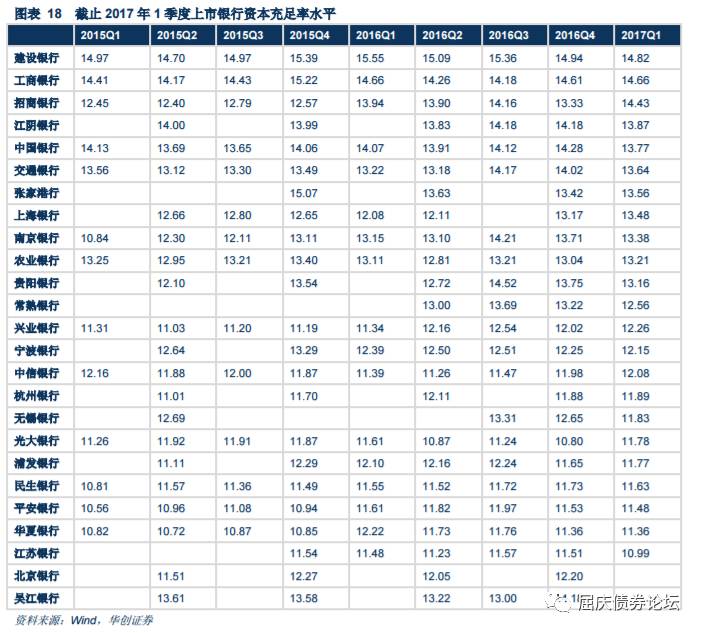 图表 18 截止 2017 年 1 季度上市银行资本充足率水平
2015Q1 2015Q2 2015Q3 2015Q4 2016Q1 2016Q2 2016Q3 2016Q4 2017Q1
建设银行 14.97 14.70 14.97 15.39 15.55 15.09 15.36 14.94 14.82
工商银行 14.41 14.17 14.43 15.22 14.66 14.26 14.18 14.61 14.66
招商银行 12.45 12.40 12.79 12.57 13.94 13.90 14.16 13.33 14.43
江阴银行 14.00 13.99 13.83 14.18 14.18 13.87
中国银行 14.13 13.69 13.65 14.06 14.07 13.91 14.12 14.28 13.77
交通银行 13.56 13.12 13.30 13.49 13.22 13.18 14.17 14.02 13.64
张家港行 15.07 13.63 13.42 13.56
上海银行 12.66 12.80 12.65 12.08 12.11 13.17 13.48
南京银行 10.84 12.30 12.11 13.11 13.15 13.10 14.21 13.71 13.38
农业银行 13.25 12.95 13.21 13.40 13.11 12.81 13.21 13.04 13.21
贵阳银行 12.10 13.54 12.72 14.52 13.75 13.16
常熟银行 13.00 13.69 13.22 12.56
兴业银行 11.31 11.03 11.20 11.19 11.34 12.16 12.54 12.02 12.26
宁波银行 12.64 13.29 12.39 12.50 12.51 12.25 12.15
中信银行 12.16 11.88 12.00 11.87 11.39 11.26 11.47 11.98 12.08
杭州银行 11.01 11.70 12.11 11.88 11.89
无锡银行 12.69 13.31 12.65 11.83
光大银行 11.26 11.92 11.91 11.87 11.61 10.87 11.24 10.80 11.78
浦发银行 11.11 12.29 12.10 12.16 12.24 11.65 11.77
民生银行 10.81 11.57 11.36 11.49 11.55 11.52 11.72 11.73 11.63
平安银行 10.56 10.96 11.08 10.94 11.61 11.82 11.97 11.53 11.48
华夏银行 10.82 10.72 10.87 10.85 12.22 11.73 11.76 11.36 11.36
江苏银行 11.54 11.48 11.23 11.57 11.51 10.99
北京银行 11.51 12.27 12.05 12.20
吴江银行 13.61 13.58 13.22 13.00
屈庆债券论坛
资料来源：Wind，华创证券